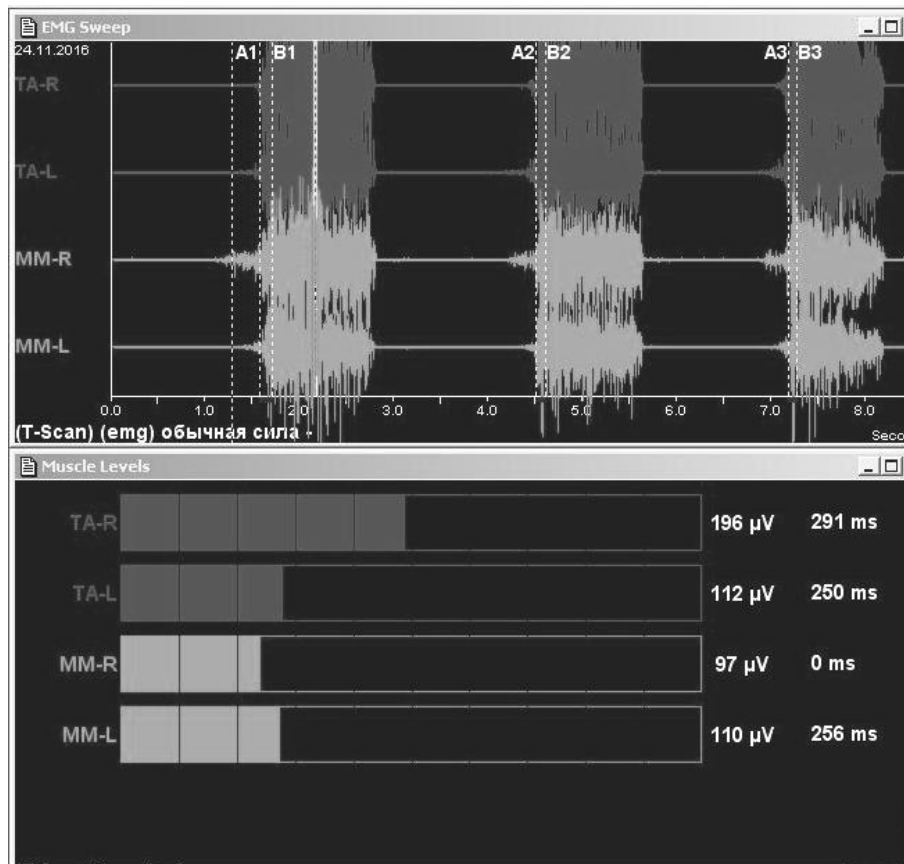 EMG Sweep
24.11.2016
A1 B1 A2 B2 A3 B3
TA-R
TA-L
MM-R
MM-L
0.0 1.0 2.0 3.0 4.0 5.0 6.0 7.0 8.0
(T-Scan) (emg) обычная сила -
Seco
Muscle Levels
TA-R 196 µV 291 ms
TA-L 112 µV 250 ms
MM-R 97 µV 0 ms
MM-L 110 µV 256 ms